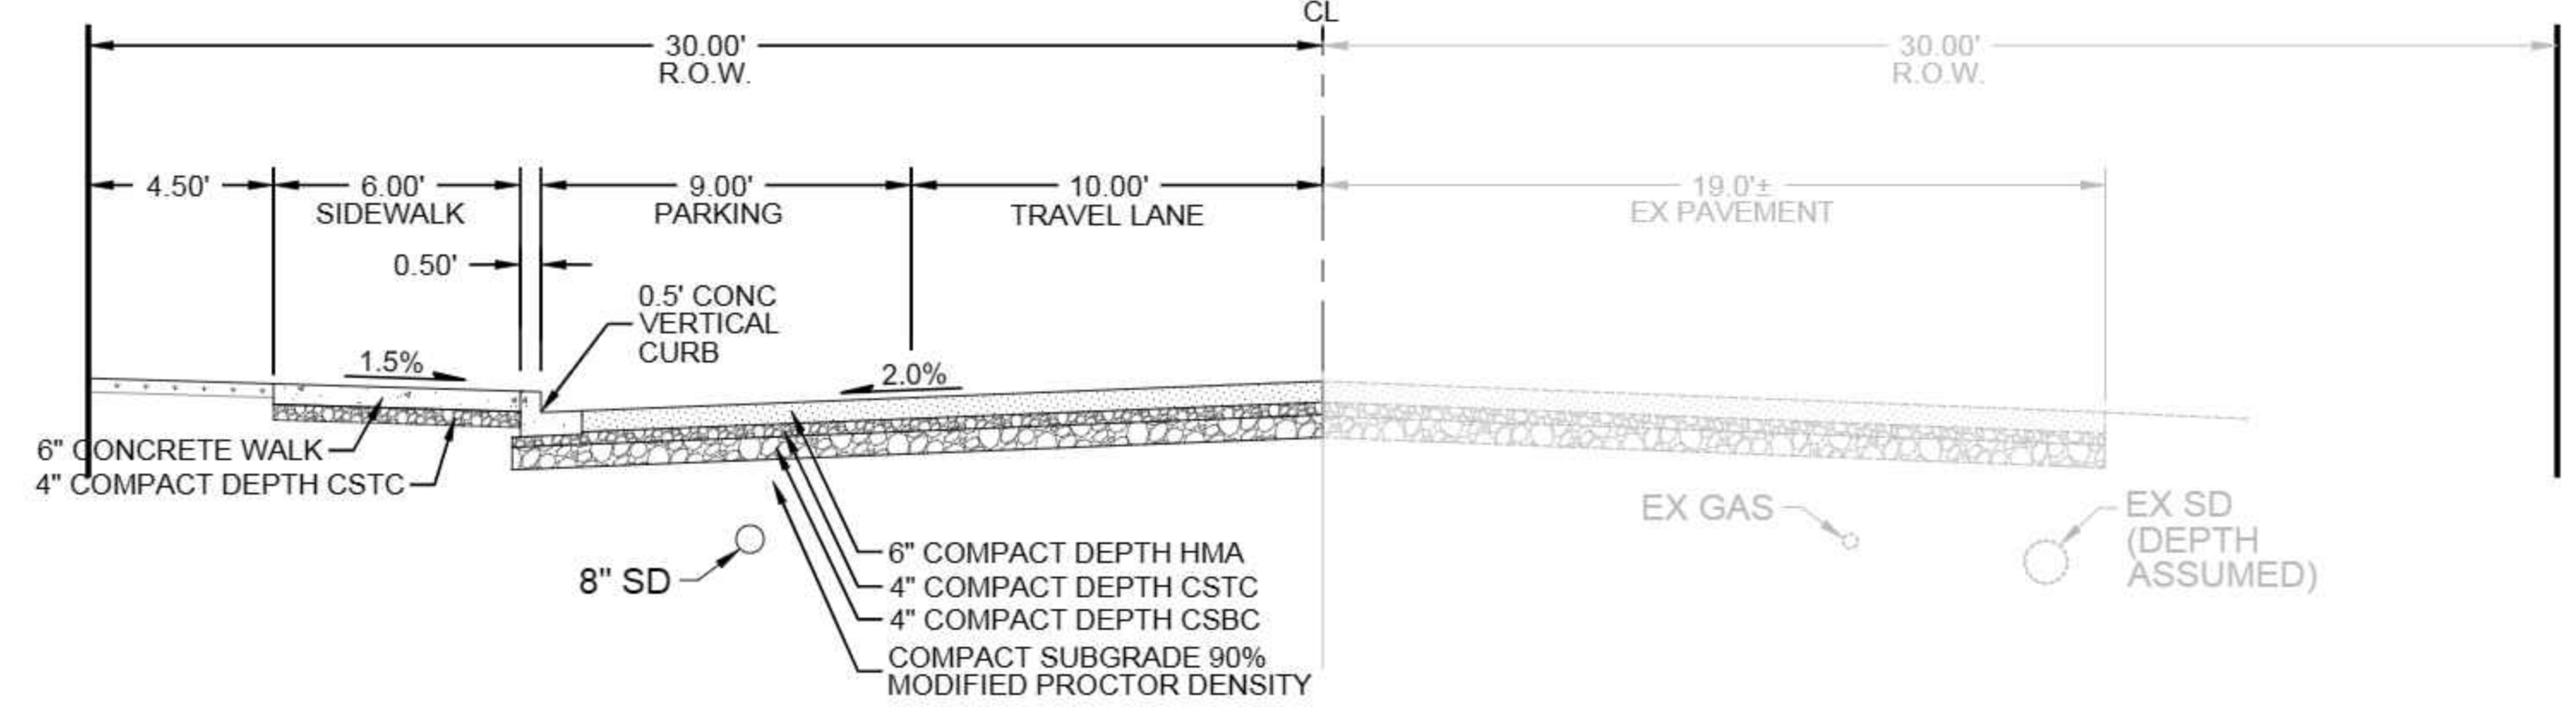 CL
30.00'
R.O.W.
30.00'
R.O.W.
4.50'
6.00'
SIDEWALK
9.00'
PARKING
10.00'
TRAVEL LANE
19.0'±
EX PAVEMENT
0.50'
0.5' CONC
VERTICAL
CURB
1.5%
2.0%
6" CONCRETE WALK
4" COMPACT DEPTH CSTC
8" SD
6" COMPACT DEPTH HMA
4" COMPACT DEPTH CSTC
4" COMPACT DEPTH CSBC
COMPACT SUBGRADE 90%
MODIFIED PROCTOR DENSITY
EX GAS
EX SD
(DEPTH
ASSUMED)